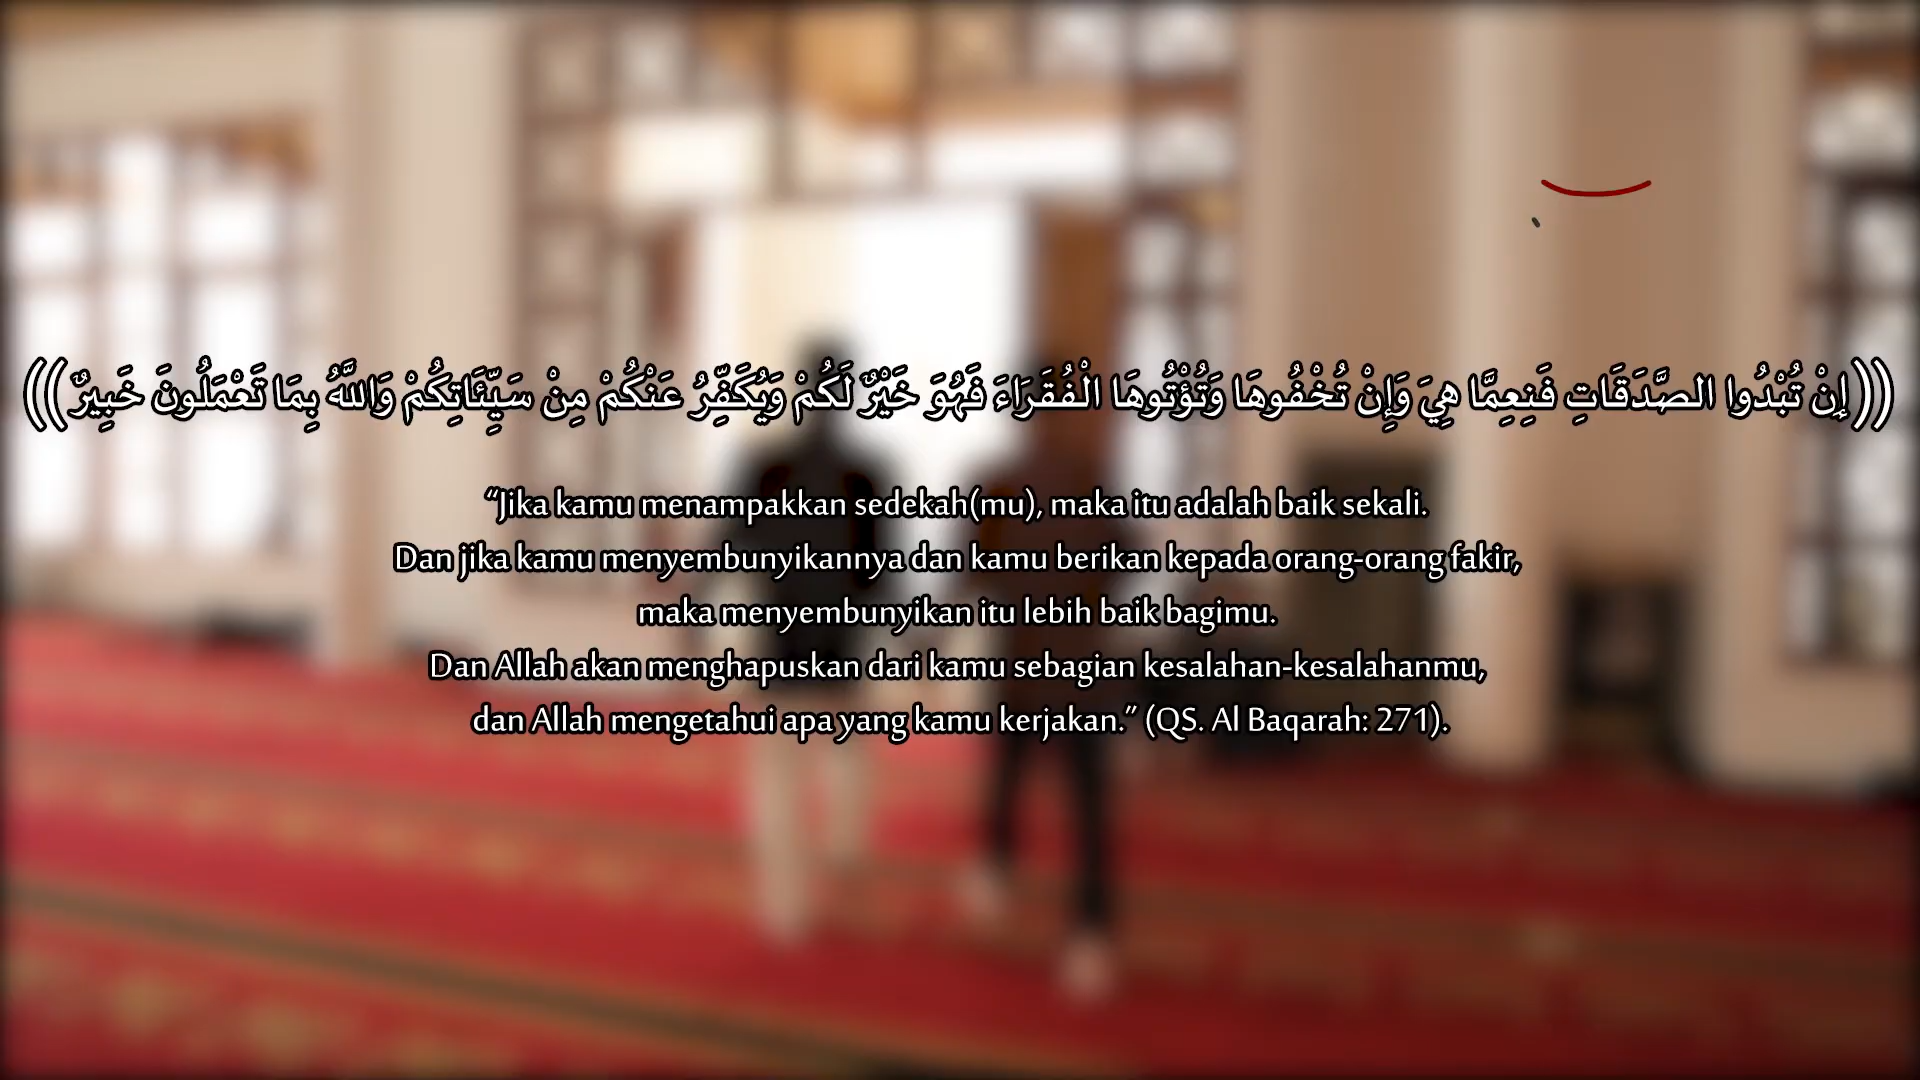 ((إِنْ تُبْدُوا الصَّدَقَاتِ فَنِعِمَّا هِيَ وَإِنْ تُخْفُوهَا وَتُؤْتُوهَا الْفُقَرَاءَ فَهُوَ خَيْرٌ لَكُمْ وَيُكَفِّرُ عَنْكُمْ مِنْ سَيِّئَاتِكُمْ وَاللَّهُ بِمَا تَعْمَلُونَ خَبِيرٌ))
“Jika kamu menampakkan sedekah(mu), maka itu adalah baik sekali.
Dan jika kamu menyembunyikannya dan kamu berikan kepada orang-orang fakir,
maka menyembunyikan itu lebih baik bagimu.
Dan Allah akan menghapuskan dari kamu sebagian kesalahan-kesalahanmu,
dan Allah mengetahui apa yang kamu kerjakan.” (QS. Al Baqarah: 271).